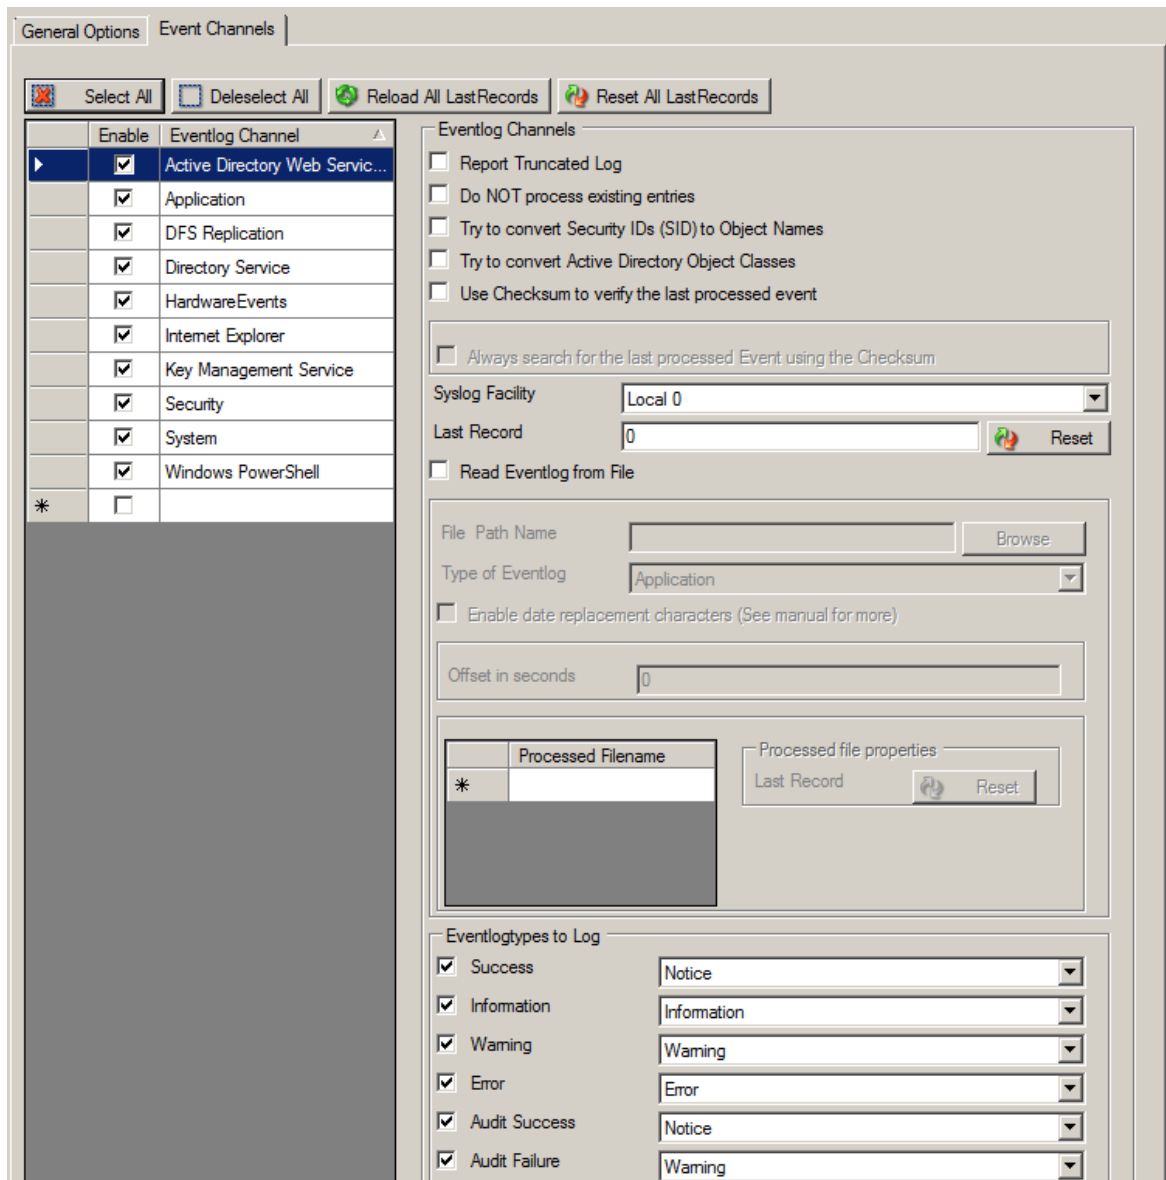 General Options Event Channels
Select All Deleselect All Reload All LastRecords Reset All LastRecords
Enable Eventlog Channel
Active Directory Web Servic...
Application
DFS Replication
Directory Service
HardwareEvents
Internet Explorer
Key Management Service
Security
System
Windows PowerShell
Eventlog Channels
Report Truncated Log
Do NOT process existing entries
Try to convert Security IDs (SID) to Object Names
Try to convert Active Directory Object Classes
Use Checksum to verify the last processed event
Always search for the last processed Event using the Checksum
Syslog Facility Local 0
Last Record 0 Reset
Read Eventlog from File
File Path Name Browse
Type of Eventlog Application
Enable date replacement characters (See manual for more)
Offset in seconds 0
Processed Filename
Processed file properties
Last Record Reset
Eventlogtypes to Log
Success Notice
Information Information
Warning Warning
Error Error
Audit Success Notice
Audit Failure Warning